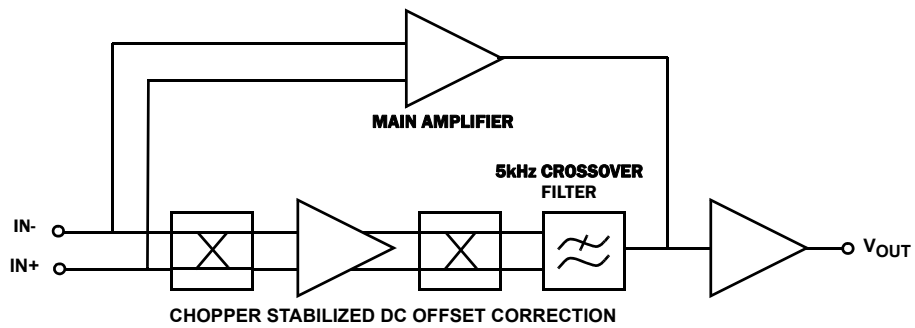 MAIN AMPLIFIER
5kHz CROSSOVER
FILTER
IN-
IN+
VOUT
CHOPPER STABILIZED DC OFFSET CORRECTION